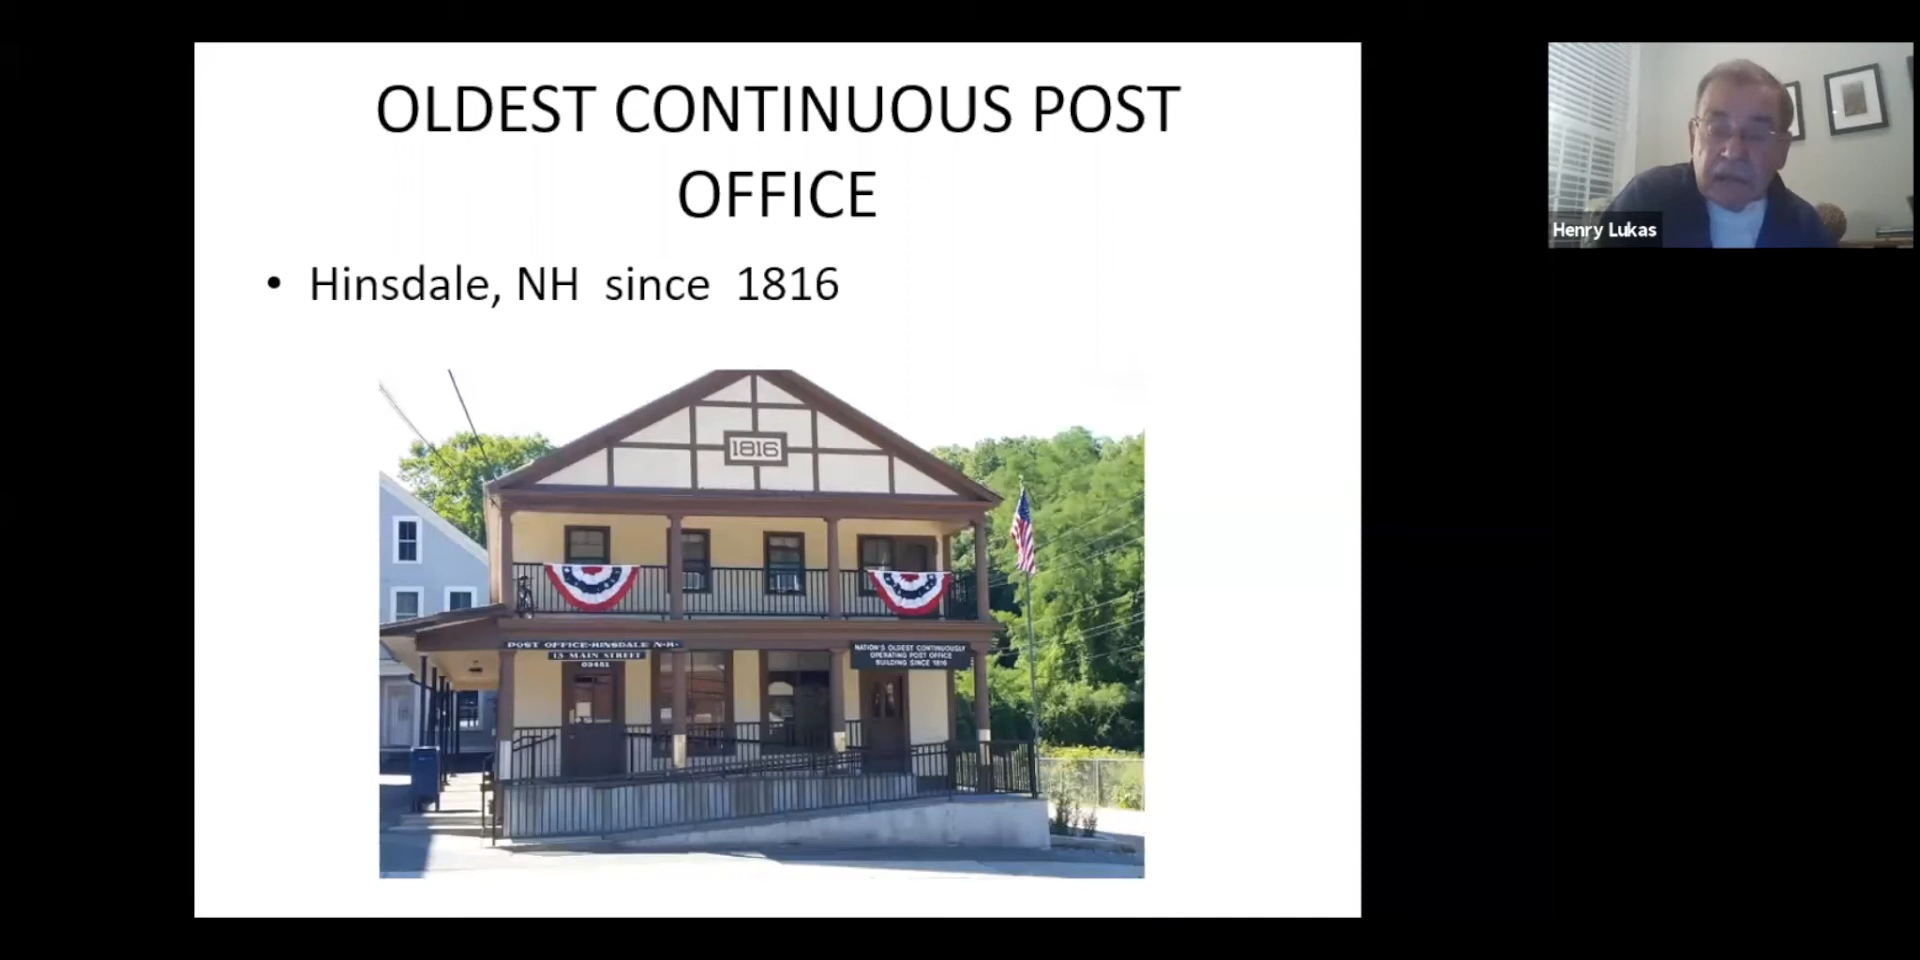 OLDEST CONTINUOUS POST
OFFICE
• Hinsdale, NH since 1816
1816
POST OFFICE-HINSDALE N-H-
15 MAIN STREET
03451
NATION'S OLDEST CONTINUOUSLY
OPERATING POST OFFICE
BUILDING SINCE 1816
Henry Lukas